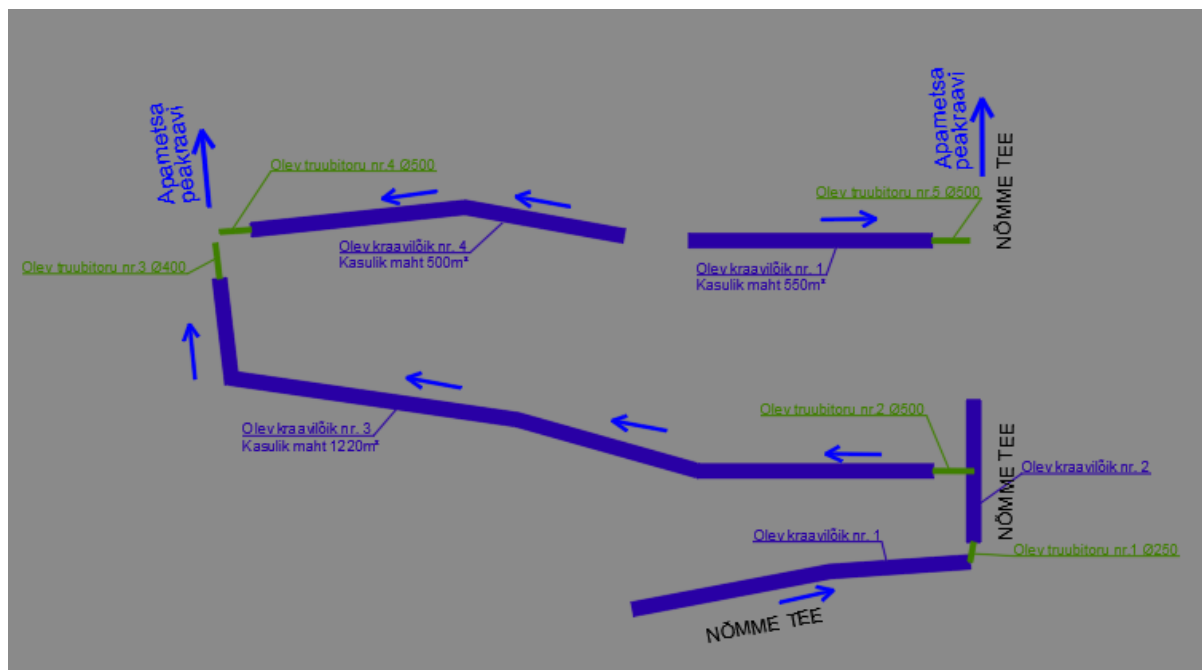 Apametsa
peakraavi
Olev truubitoru nr.4 Ø500
Apametsa
peakraavi
NÕMME TEE
Olev truubitoru nr.5 Ø500
Olev kraavilõik nr. 4
Kasulik maht 500m³
Olev truubitoru nr.3 Ø400
Olev kraavilõik nr. 1
Kasulik maht 550m³
Olev kraavilõik nr. 3
Kasulik maht 1220m³
Olev truubitoru nr.2 Ø500
NÕMME TEE
Olev kraavilõik nr. 2
Olev kraavilõik nr. 1
Olev truubitoru nr.1 Ø250
NÕMME TEE